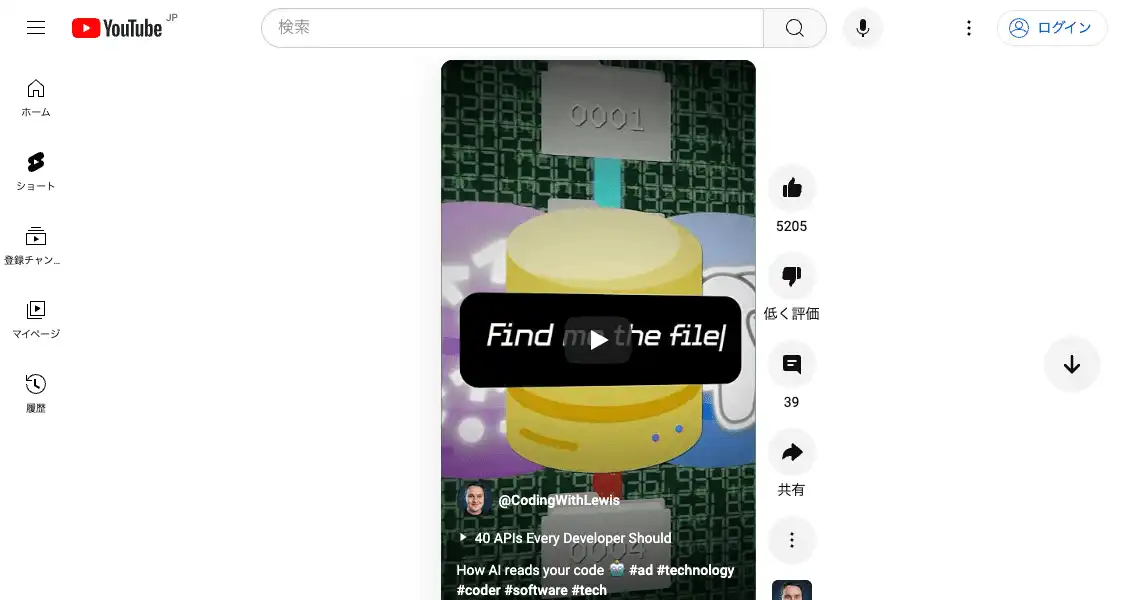 YouTube JP
検索
ログイン
ホーム
ショート
登録チャン...
マイページ
履歴
0001
Find me the file
0004
@CodingWithLewis
40 APIs Every Developer Should
How AI reads your code 🤖 #ad #technology
#coder #software #tech
5205
低く評価
39
共有